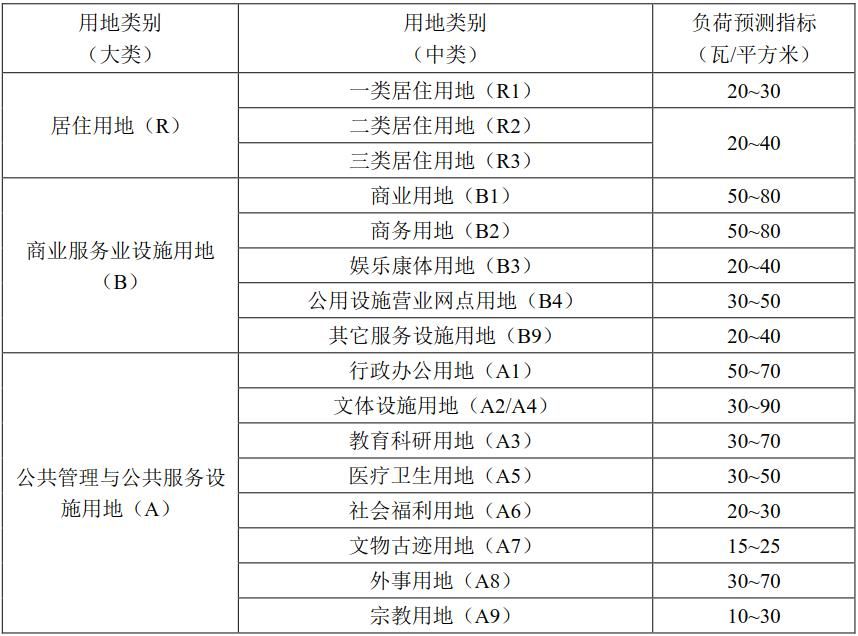 用地类别
（大类）
用地类别
（中类）
负荷预测指标
（瓦/平方米）
居住用地（R）
一类居住用地（R1）
20~30
二类居住用地（R2）
三类居住用地（R3）
20~40
商业服务业设施用地
（B）
商业用地（B1）
50~80
商务用地（B2）
50~80
娱乐康体用地（B3）
20~40
公用设施营业网点用地（B4）
30~50
其它服务设施用地（B9）
20~40
公共管理与公共服务设
施用地（A）
行政办公用地（A1）
50~70
文体设施用地（A2/A4）
30~90
教育科研用地（A3）
30~70
医疗卫生用地（A5）
30~50
社会福利用地（A6）
20~30
文物古迹用地（A7）
15~25
外事用地（A8）
30~70
宗教用地（A9）
10~30